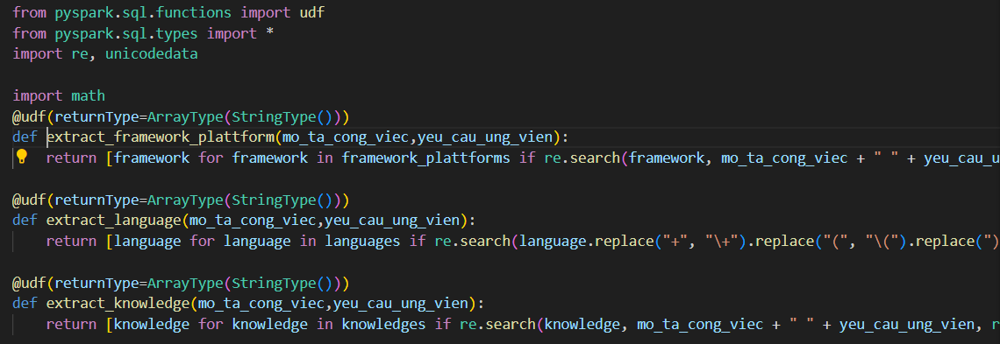 from pyspark.sql.functions import udf
from pyspark.sql.types import *
import re, unicodedata
import math
@udf(returnType=ArrayType(StringType()))
def extract_framework_plattform(mo_ta_cong_viec,yeu_cau_ung_vien):
return [framework for framework in framework_plattforms if re.search(framework, mo_ta_cong_viec + " " + yeu_cau_u
@udf(returnType=ArrayType(StringType()))
def extract_language(mo_ta_cong_viec,yeu_cau_ung_vien):
return [language for language in languages if re.search(language.replace("+", "\+").replace("(", "\(").replace(")
@udf(returnType=ArrayType(StringType()))
def extract_knowledge(mo_ta_cong_viec,yeu_cau_ung_vien):
return [knowledge for knowledge in knowledges if re.search(knowledge, mo_ta_cong_viec + " " + yeu_cau_ung_vien, r